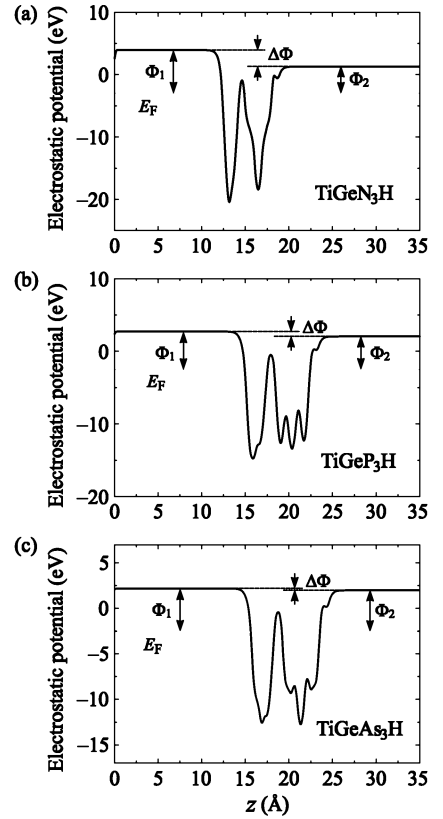 (a)
Electrostatic potential (eV)
10
0
−10
−20
Φ1
EF
ΔΦ
Φ2
TiGeN3H
0 5 10 15 20 25 30 35
(b)
Electrostatic potential (eV)
10
0
−10
−20
Φ1
EF
ΔΦ
Φ2
TiGeP3H
0 5 10 15 20 25 30 35
(c)
Electrostatic potential (eV)
5
0
−5
−10
−15
Φ1
EF
ΔΦ
Φ2
TiGeAs3H
0 5 10 15 20 25 30 35
z (Å)